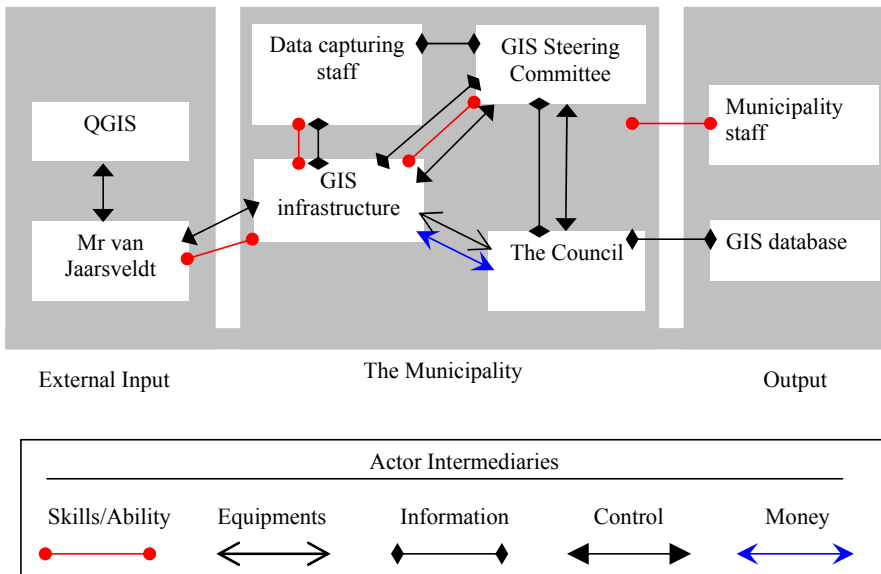 Data capturing
staff
GIS Steering
Committee
QGIS
Municipality
staff
GIS
infrastructure
Mr van
Jaarsveldt
The Council
GIS database
External Input
The Municipality
Output
Actor Intermediaries
Skills/Ability
Equipments
Information
Control
Money